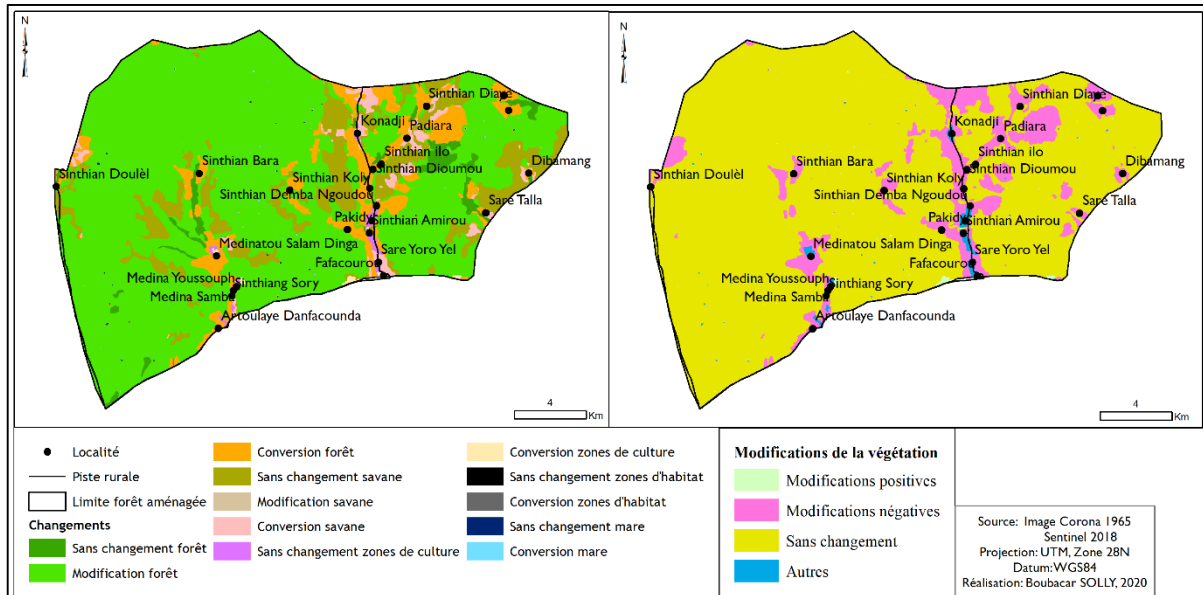 N
Sinthian Diaye
Konadji
Padiara
Sinthian ilo
Sinthian Bara
Dibamang
Sinthian Doulèl
Sinthian Koly
Sinthian Dioumou
Sinthian Demba Ngoudou
Sare Talla
Pakidy
Sinthian Amirou
Medinatou Salam Dinga
Sare Yoro Yel
Fafacourou
Medina Youssouph
Sinthiang Sory
Medina Samba
Artoulaye Danfacounda
4
Km
N
Sinthian Diaye
Konadji
Padiara
Sinthian ilo
Sinthian Bara
Dibamang
Sinthian Doulèl
Sinthian Koly
Sinthian Dioumou
Sinthian Demba Ngoudou
Sare Talla
Pakidy
Sinthian Amirou
Medinatou Salam Dinga
Sare Yoro Yel
Fafacourou
Medina Youssouph
Sinthiang Sory
Medina Samba
Artoulaye Danfacounda
4
Km
Localité
Piste rurale
Limite forêt aménagée
Changements
Sans changement forêt
Modification forêt
Conversion forêt
Sans changement savane
Modification savane
Conversion savane
Sans changement zones de culture
Conversion zones de culture
Sans changement zones d'habitat
Conversion zones d'habitat
Sans changement mare
Conversion mare
Modifications de la végétation
Modifications positives
Modifications négatives
Sans changement
Autres
Source: Image Corona 1965
Sentinel 2018
Projection: UTM, Zone 28N
Datum:WGS84
Réalisation: Boubacar SOLLY, 2020